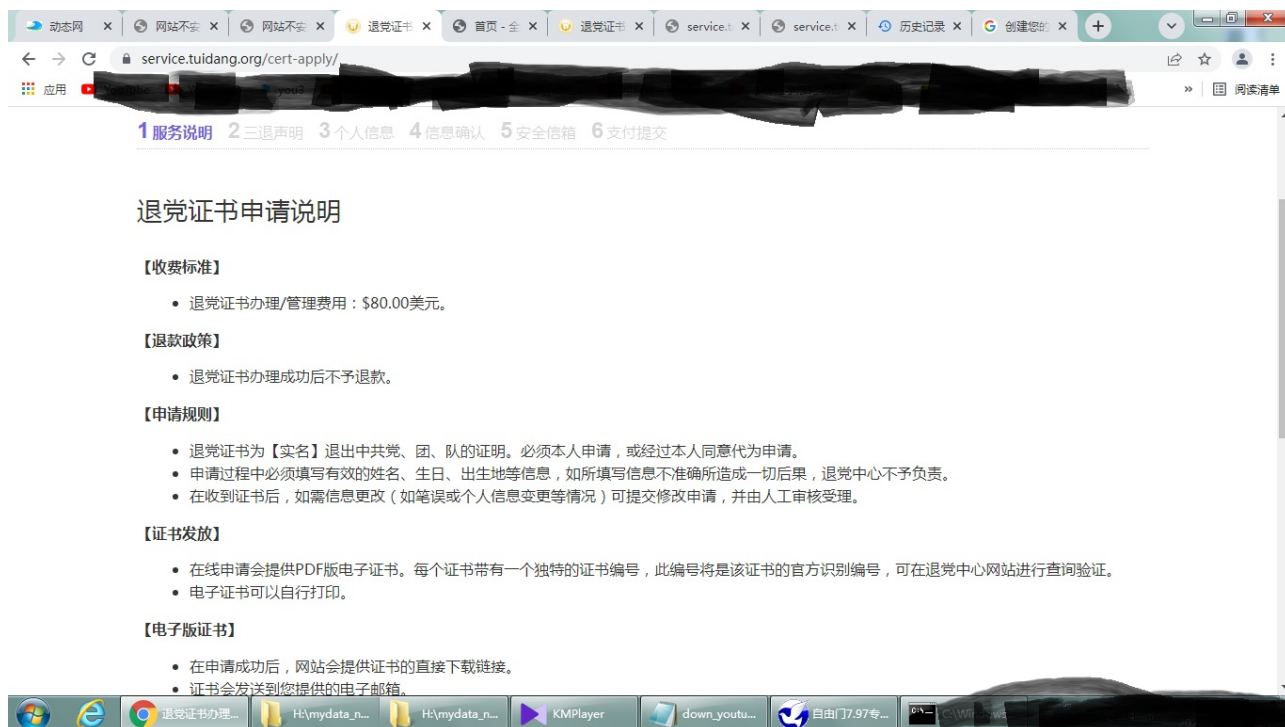 动态网
网站不安
网站不安
退党证书
首页 - 全
退党证书
service.t
service.t
历史记录
创建您的
service.tuidang.org/cert-apply/
应用
阅读清单
1 服务说明 2 三退声明 3 个人信息 4 信息确认 5 安全信箱 6 支付提交
退党证书申请说明
【收费标准】
• 退党证书办理/管理费用：$80.00美元。
【退款政策】
• 退党证书办理成功后不予退款。
【申请规则】
• 退党证书为【实名】退出中共党、团、队的证明。必须本人申请，或经过本人同意代为申请。
• 申请过程中必须填写有效的姓名、生日、出生地等信息，如所填写信息不准确所造成一切后果，退党中心不予负责。
• 在收到证书后，如需信息更改（如笔误或个人信息变更等情况）可提交修改申请，并由人工审核受理。
【证书发放】
• 在线申请会提供PDF版电子证书。每个证书带有一个独特的证书编号，此编号将是该证书的官方识别编号，可在退党中心网站进行查询验证。
• 电子证书可以自行打印。
【电子版证书】
• 在申请成功后，网站会提供证书的直接下载链接。
• 证书会发送到您提供的电子邮箱。
退党证书办理...
H:\mydata_n...
H:\mydata_n...
KMPlayer
down_youtu...
自由门7.97专...